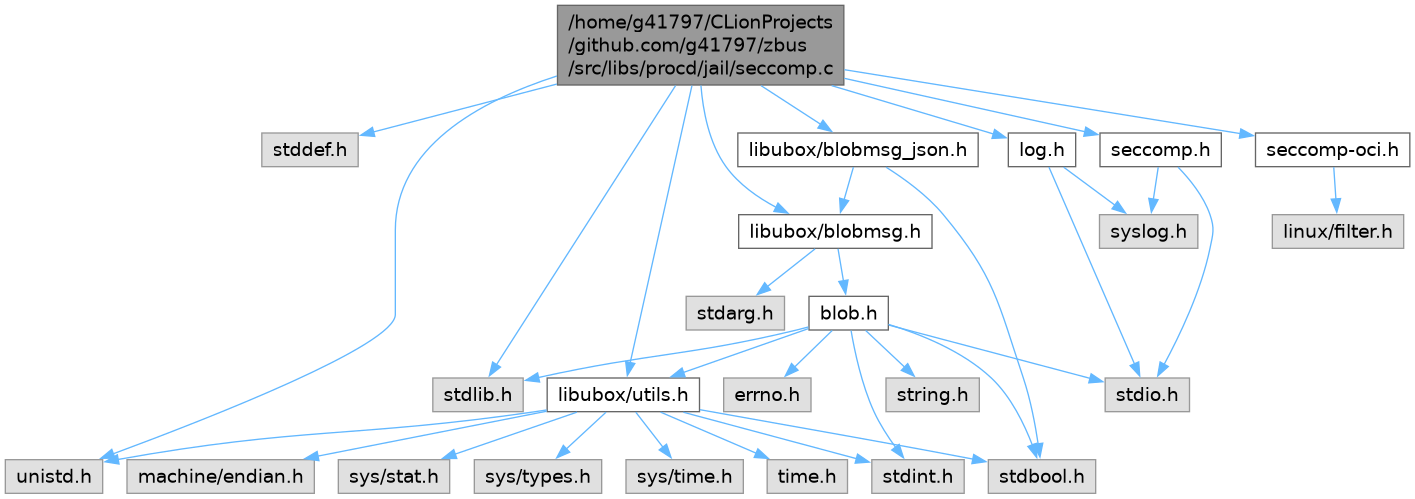 /home/g41797/CLionProjects
/github.com/g41797/zbus
/src/libs/procd/jail/seccomp.c
stddef.h
libubox/blobmsg_json.h
log.h
seccomp.h
seccomp-oci.h
libubox/blobmsg.h
syslog.h
linux/filter.h
stdarg.h
blob.h
stdlib.h
libubox/utils.h
errno.h
string.h
stdio.h
unistd.h
machine/endian.h
sys/stat.h
sys/types.h
sys/time.h
time.h
stdint.h
stdbool.h